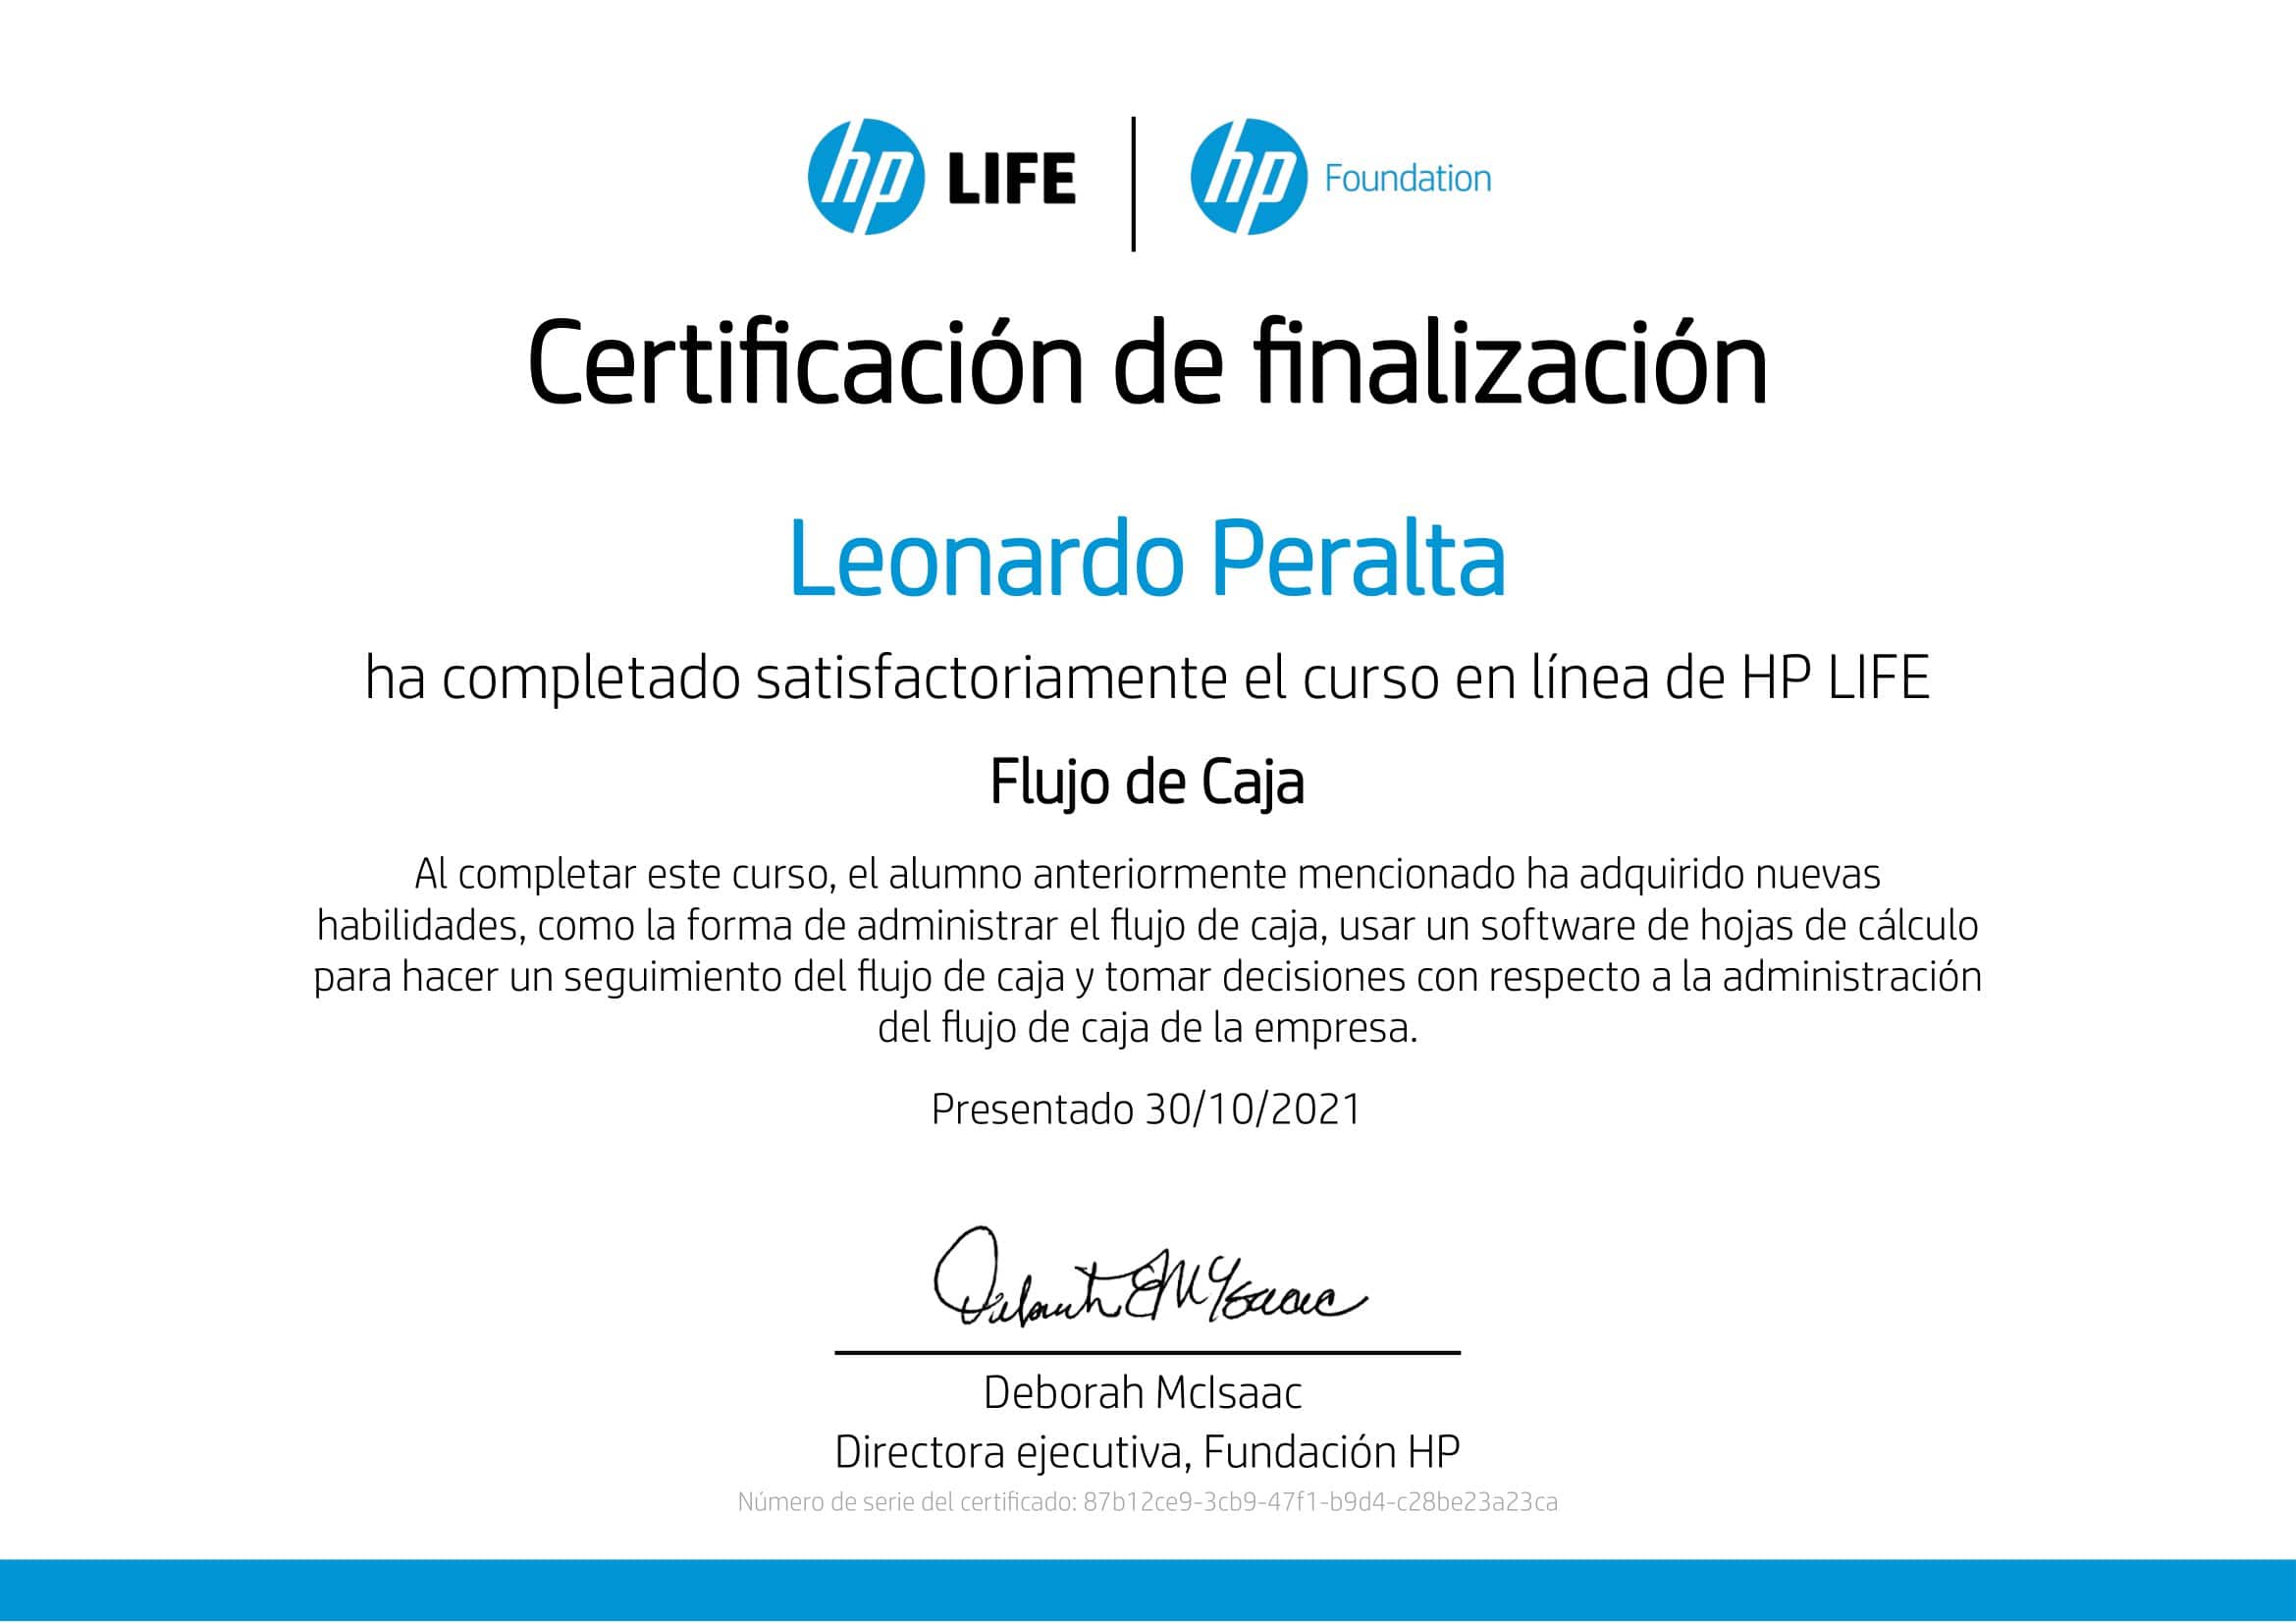 hp LIFE | hp Foundation
Certificación de finalización
Leonardo Peralta
ha completado satisfactoriamente el curso en línea de HP LIFE
Flujo de Caja
Al completar este curso, el alumno anteriormente mencionado ha adquirido nuevas
habilidades, como la forma de administrar el flujo de caja, usar un software de hojas de cálculo
para hacer un seguimiento del flujo de caja y tomar decisiones con respecto a la administración
del flujo de caja de la empresa.
Presentado 30/10/2021
Deborah E McIsaac
Deborah McIsaac
Directora ejecutiva, Fundación HP
Número de serie del certificado: 87b12ce9-3cb9-47f1-b9d4-c28be23a23ca